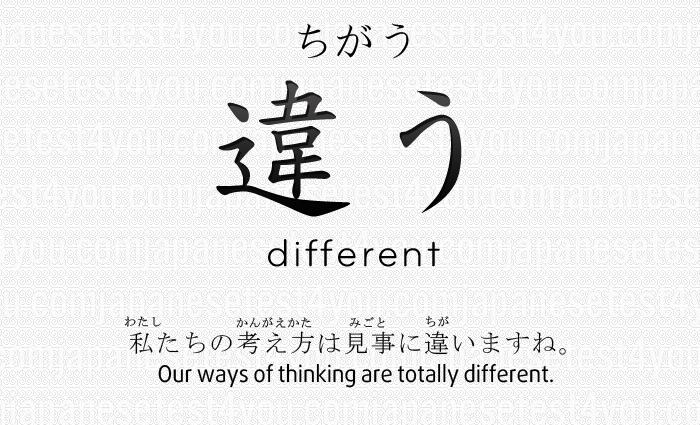 ちがう
違う
different
わたし かんがえかた みごと ちが
私たちの考え方は見事に違いますね。
Our ways of thinking are totally different.